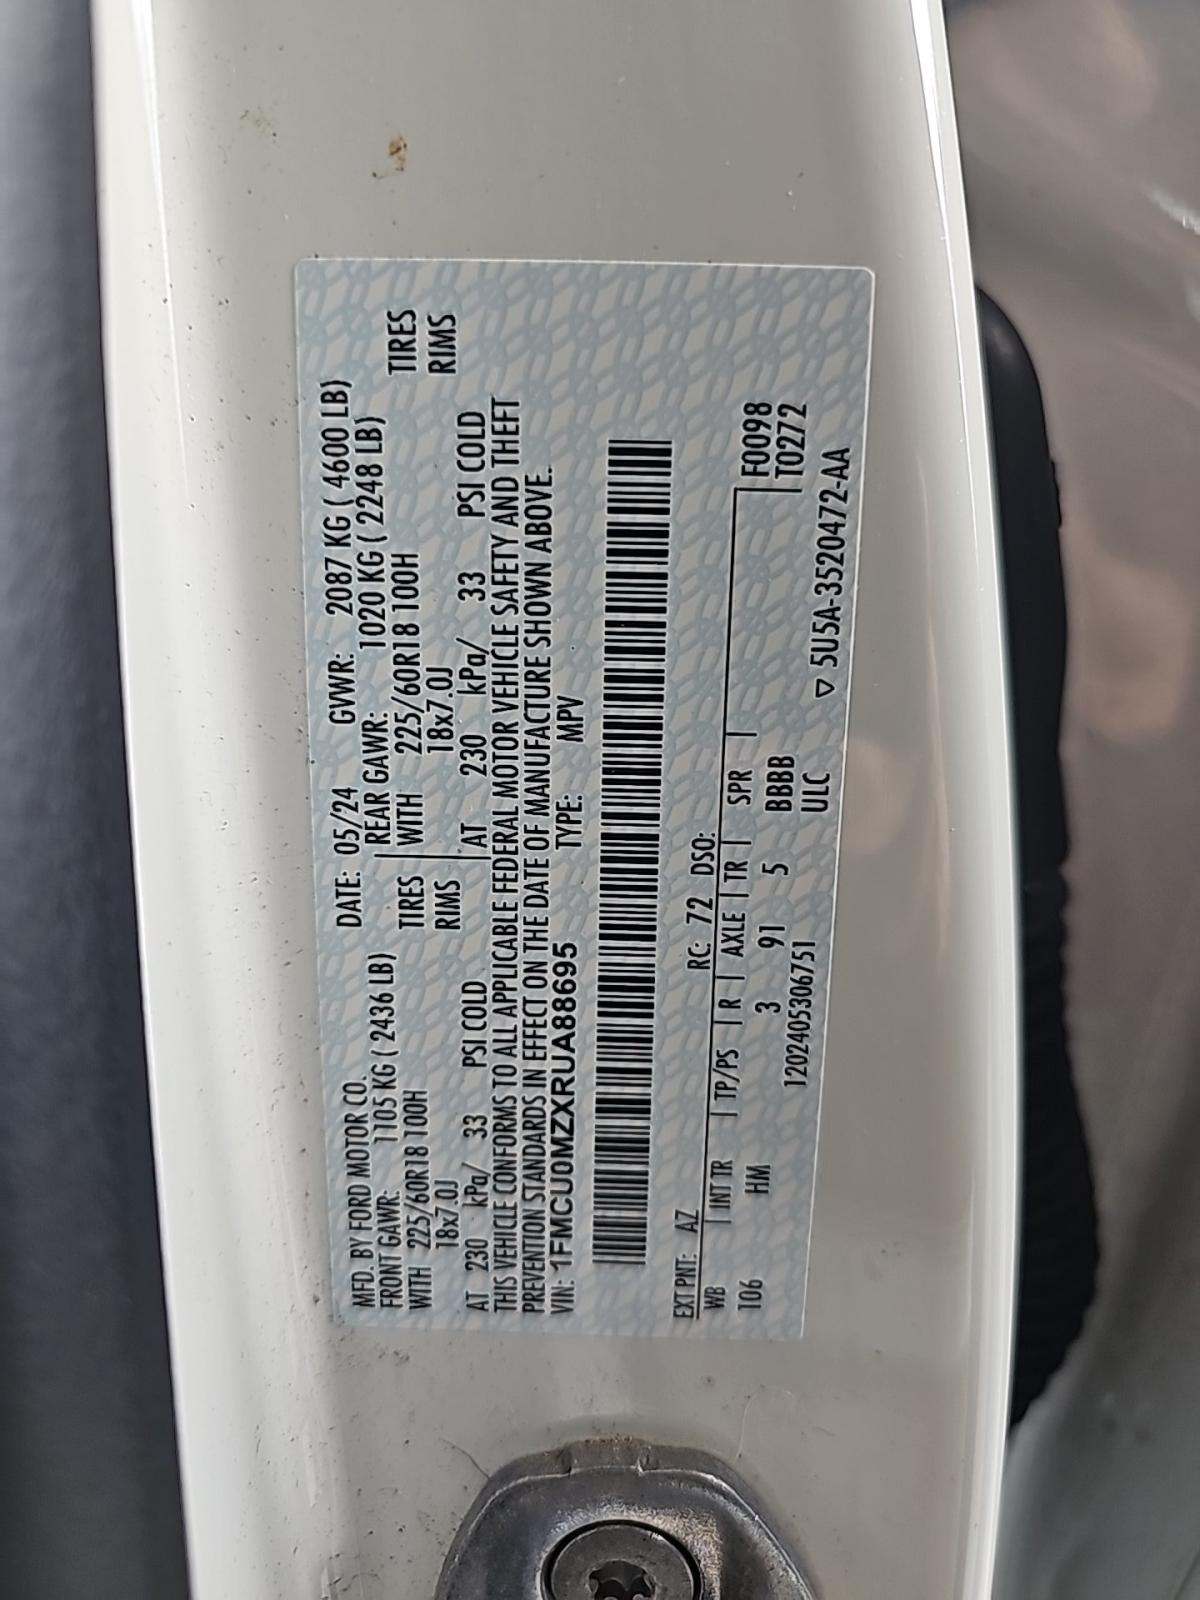 MFD. BY FORD MOTOR CO. DATE: 05/24 GVWR: 2087 KG ( 4600 LB)
FRONT GAWR: 1105 KG ( 2436 LB) REAR GAWR: 1020 KG ( 2248 LB)
WITH 225/60R18 100H TIRES WITH 225/60R18 100H TIRES
18x7.0J RIMS 18x7.0J RIMS
AT 230 kPa/ 33 PSI COLD AT 230 kPa/ 33 PSI COLD
THIS VEHICLE CONFORMS TO ALL APPLICABLE FEDERAL MOTOR VEHICLE SAFETY AND THEFT
PREVENTION STANDARDS IN EFFECT ON THE DATE OF MANUFACTURE SHOWN ABOVE.
VIN: 1FMCU0MZXRUA88695 TYPE: MPV
EXT PNT: AZ RC: 72 DSO:
WB | INT TR | TP/PS | R | AXLE | TR | SPR | F0098
106 HM 3 91 5 BBBB T0272
1202405306751 ULC ▽ 5U5A-3520472-AA